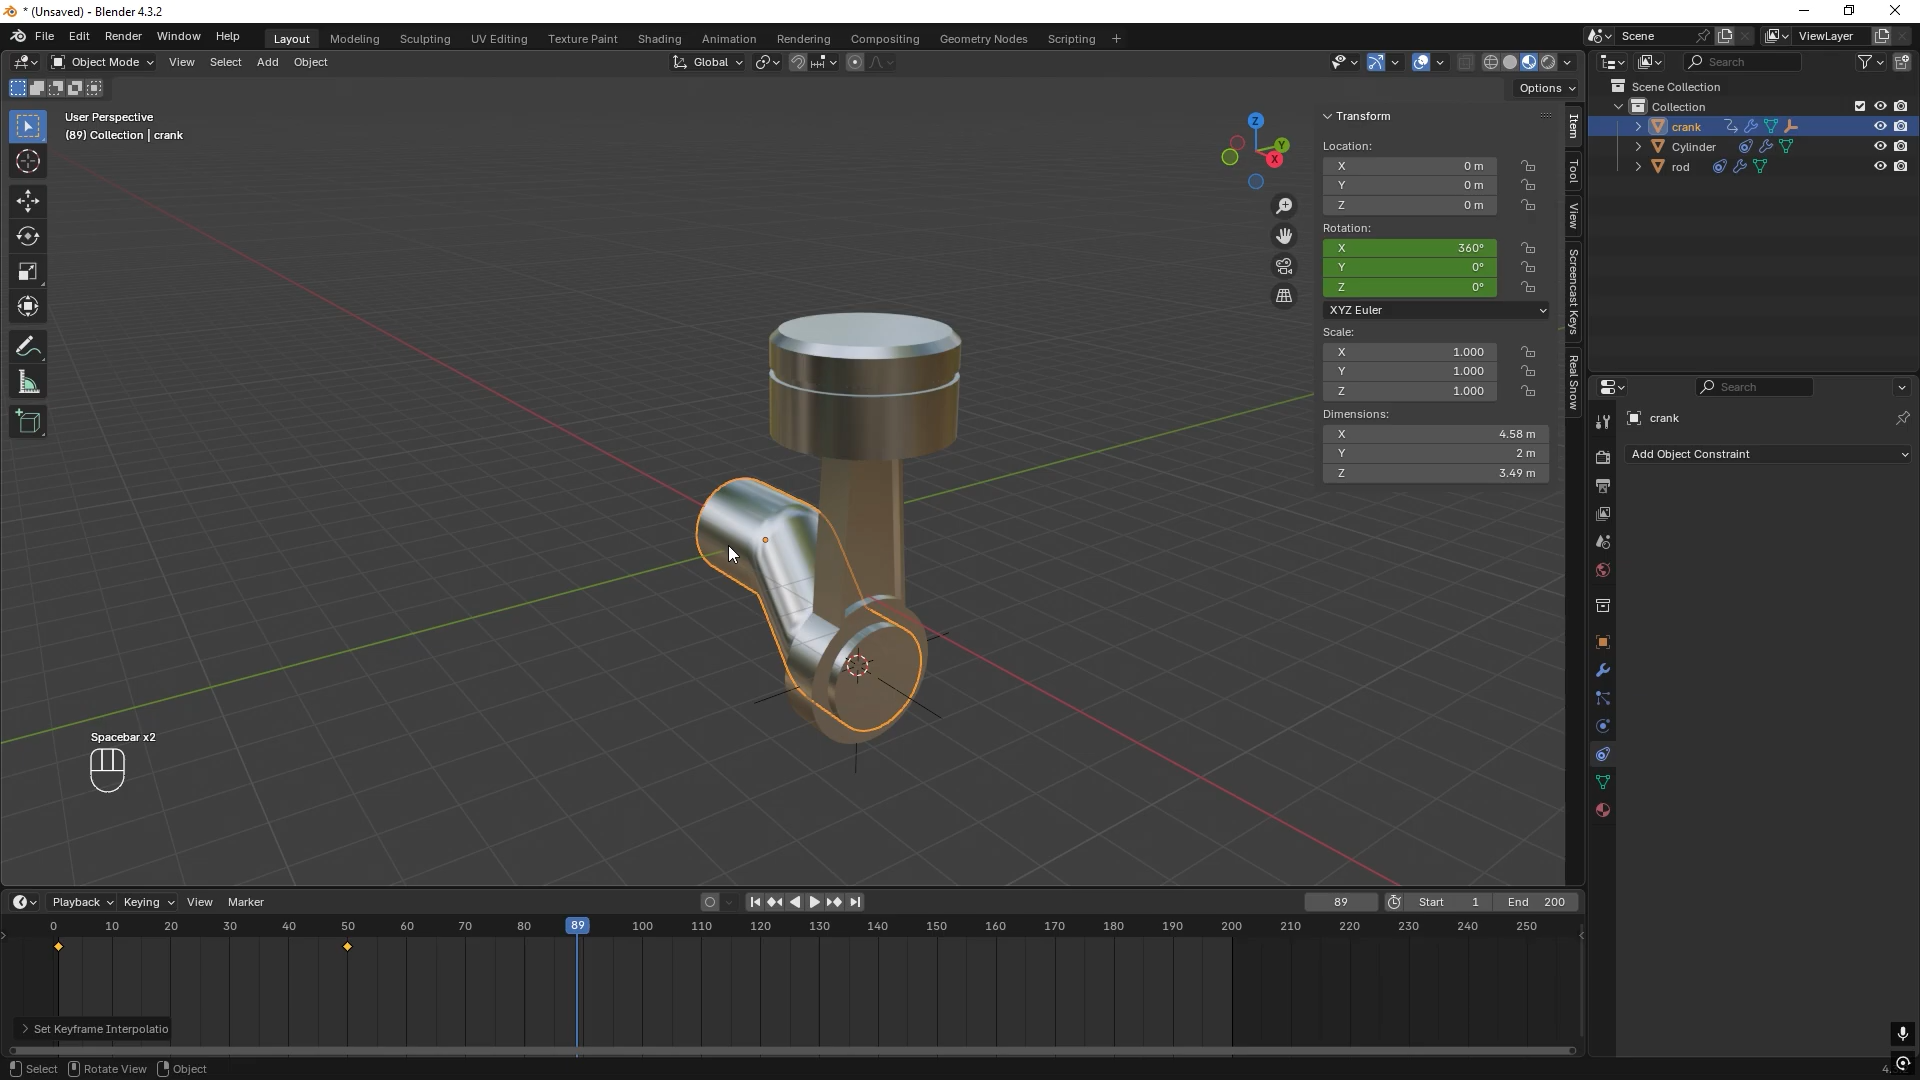 * (Unsaved) - Blender 4.3.2
File Edit Render Window Help
Layout Modeling Sculpting UV Editing Texture Paint Shading Animation Rendering Compositing Geometry Nodes Scripting +
Scene ViewLayer
Object Mode View Select Add Object Global
Search
Options
Scene Collection
Collection
crank
Cylinder
rod
User Perspective
(89) Collection | crank
Z
Y
X
Transform
Location:
X 0 m
Y 0 m
Z 0 m
Rotation:
X 360°
Y 0°
Z 0°
XYZ Euler
Scale:
X 1.000
Y 1.000
Z 1.000
Dimensions:
X 4.58 m
Y 2 m
Z 3.49 m
Item
Tool
View
Screencast Keys
Real Snow
Search
crank
Add Object Constraint
Spacebar x2
Playback Keying View Marker
89 Start 1 End 200
0 10 20 30 40 50 60 70 80 89 100 110 120 130 140 150 160 170 180 190 200 210 220 230 240 250
Set Keyframe Interpolatio
Select Rotate View Object